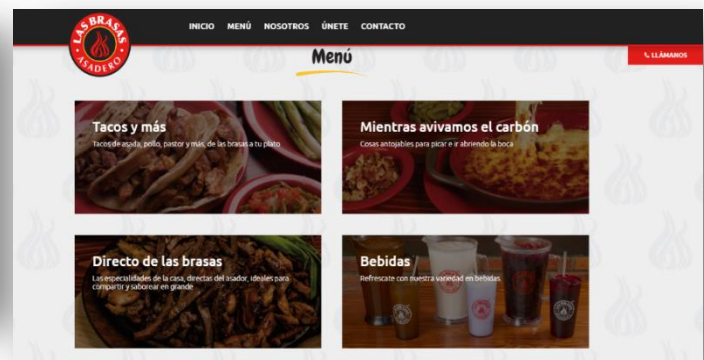 LAS BRASAS
ASADERO
INICIO MENÚ NOSOTROS ÚNETE CONTACTO
Menú
LLÁMANOS
Tacos y más
Tacos de asada, pollo, pastor y más, de las brasas a tu plato
Mientras avivamos el carbón
Cosas antojables para picar e ir abriendo la boca
Directo de las brasas
Las especialidades de la casa, directas del asador, ideales para
compartir y saborear en grande
Bebidas
Refrescate con nuestra variedad en bebidas